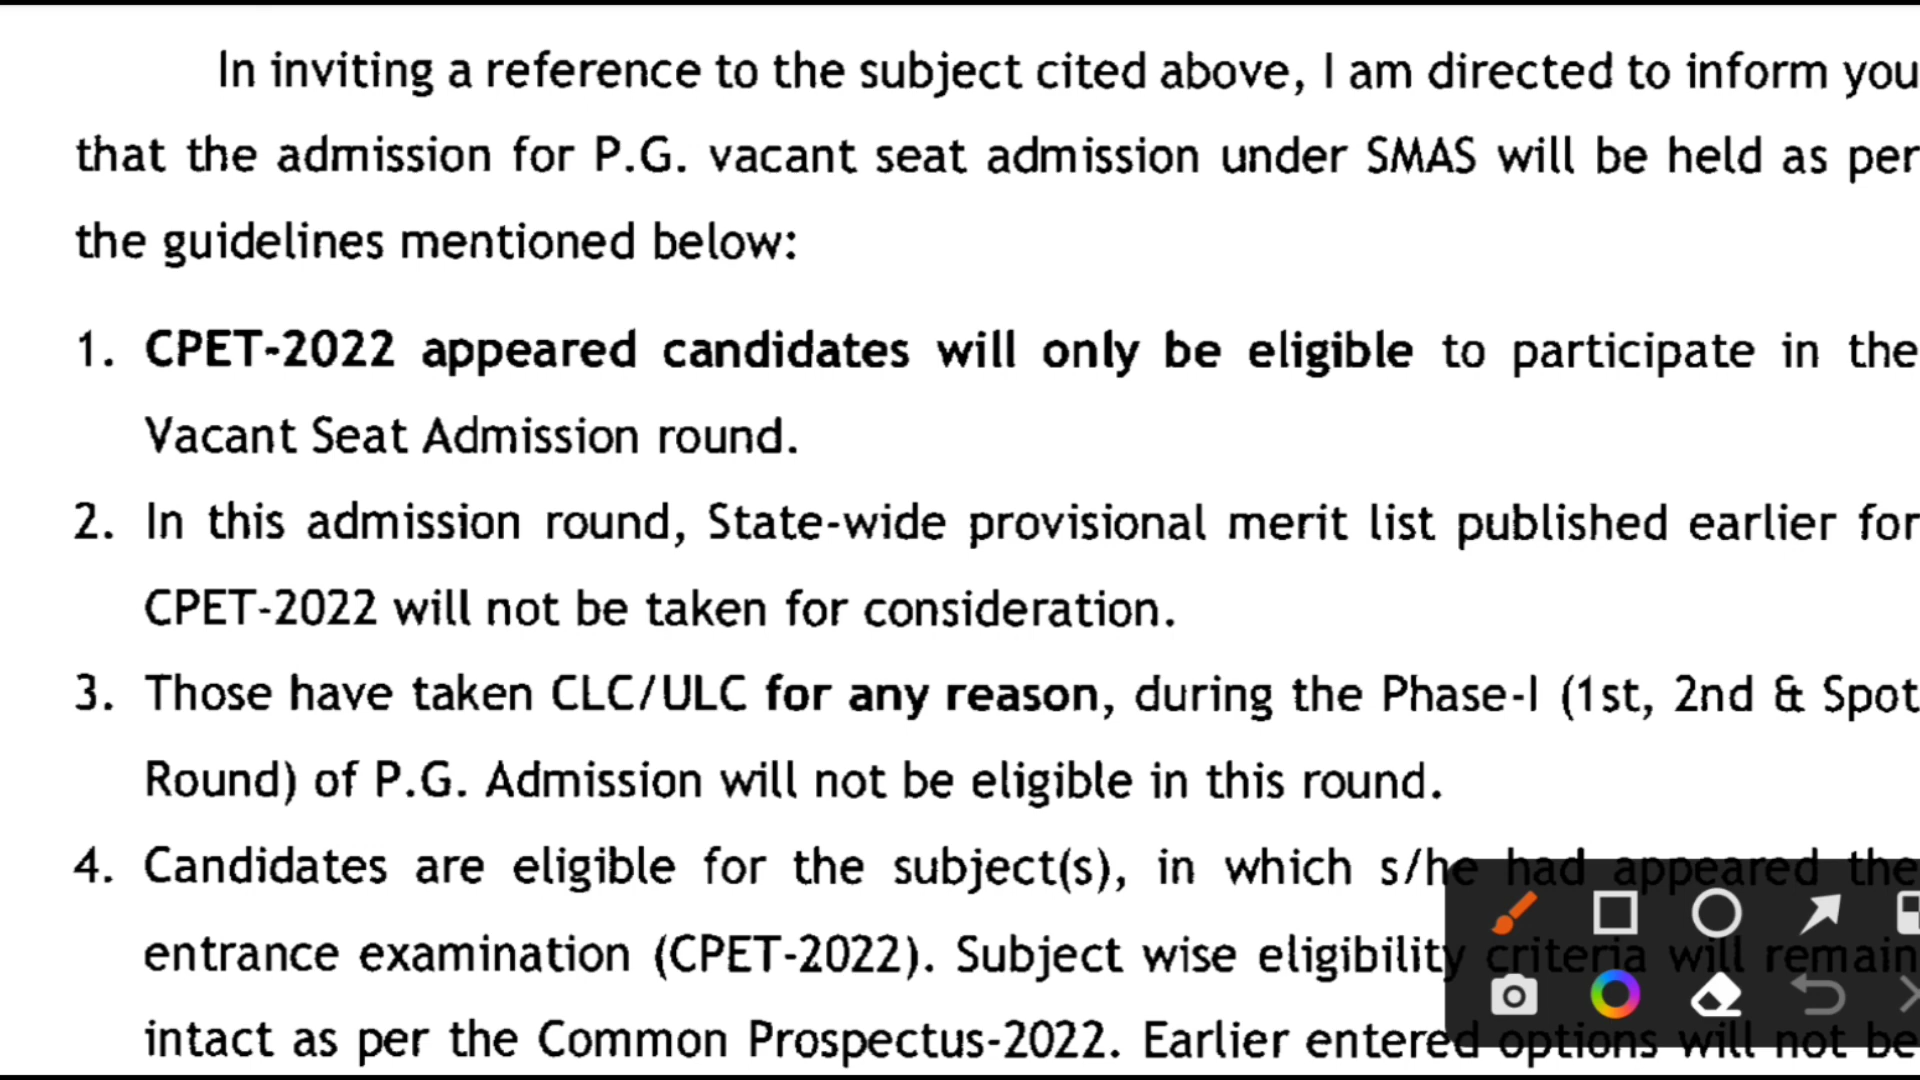 In inviting a reference to the subject cited above, I am directed to inform you
that the admission for P.G. vacant seat admission under SMAS will be held as per
the guidelines mentioned below:
1. CPET-2022 appeared candidates will only be eligible to participate in the
Vacant Seat Admission round.
2. In this admission round, State-wide provisional merit list published earlier for
CPET-2022 will not be taken for consideration.
3. Those have taken CLC/ULC for any reason, during the Phase-I (1st, 2nd & Spot
Round) of P.G. Admission will not be eligible in this round.
4. Candidates are eligible for the subject(s), in which s/he had appeared the
entrance examination (CPET-2022). Subject wise eligibility criteria will remain
intact as per the Common Prospectus-2022. Earlier entered options will not be